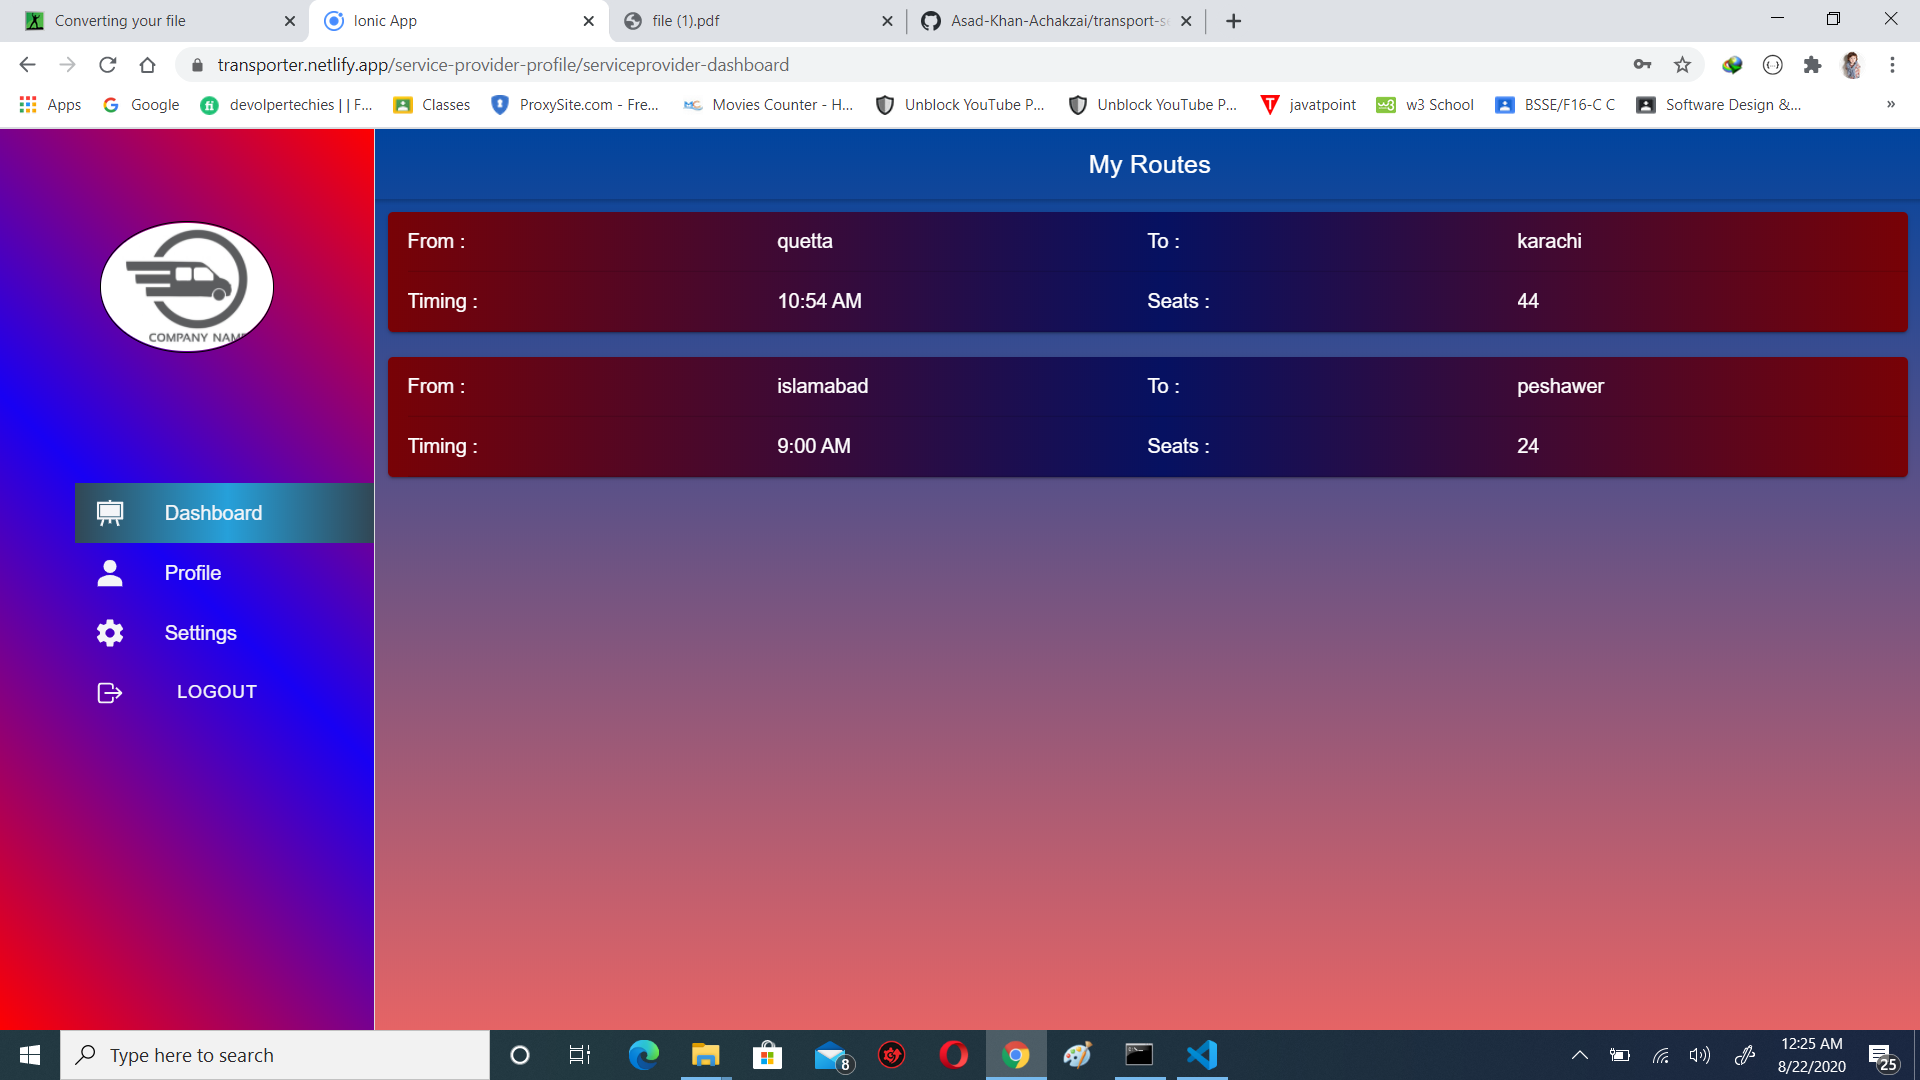 Converting your file
Ionic App
file (1).pdf
Asad-Khan-Achakzai/transport-se
transporter.netlify.app/service-provider-profile/serviceprovider-dashboard
Apps
Google
devolpertechies | | F...
Classes
ProxySite.com - Fre...
Movies Counter - H...
Unblock YouTube P...
Unblock YouTube P...
javatpoint
w3 School
BSSE/F16-C C
Software Design &...
»
COMPANY NAME
Dashboard
Profile
Settings
LOGOUT
My Routes
From : quetta To : karachi
Timing : 10:54 AM Seats : 44
From : islamabad To : peshawer
Timing : 9:00 AM Seats : 24
Type here to search
8
12:25 AM
8/22/2020
25